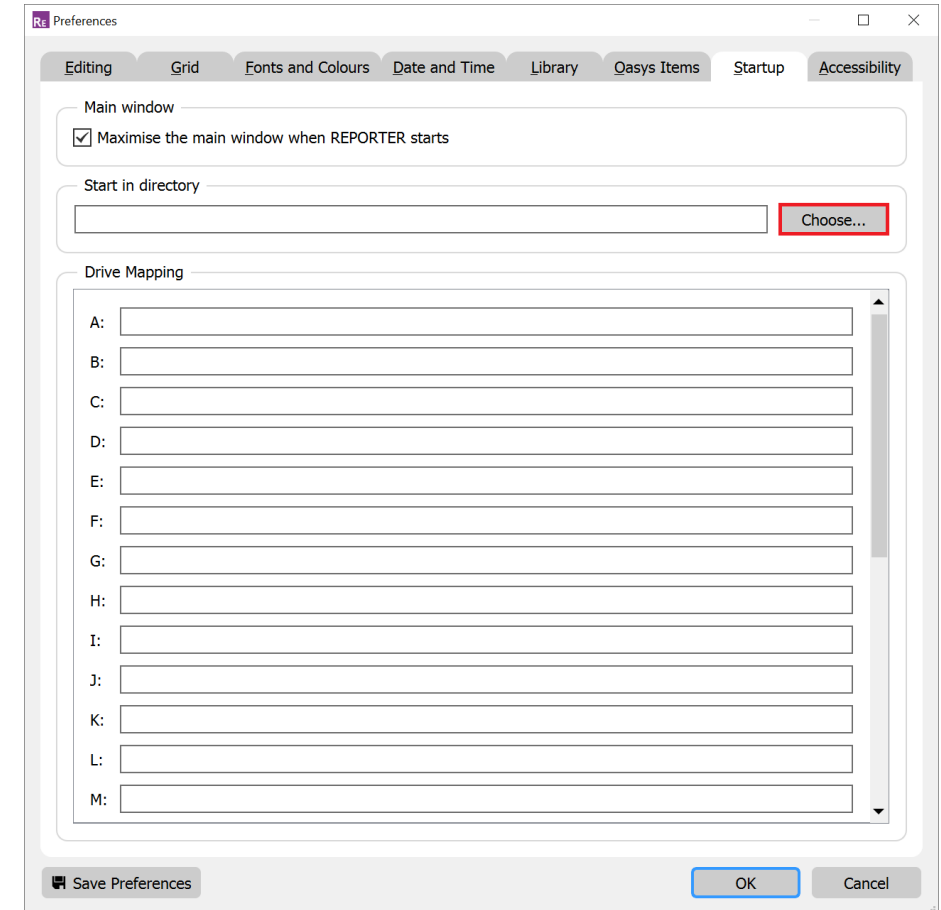 RE Preferences
Editing Grid Fonts and Colours Date and Time Library Oasys Items Startup Accessibility
Main window
Maximise the main window when REPORTER starts
Start in directory
Choose...
Drive Mapping
A:
B:
C:
D:
E:
F:
G:
H:
I:
J:
K:
L:
M:
Save Preferences OK Cancel